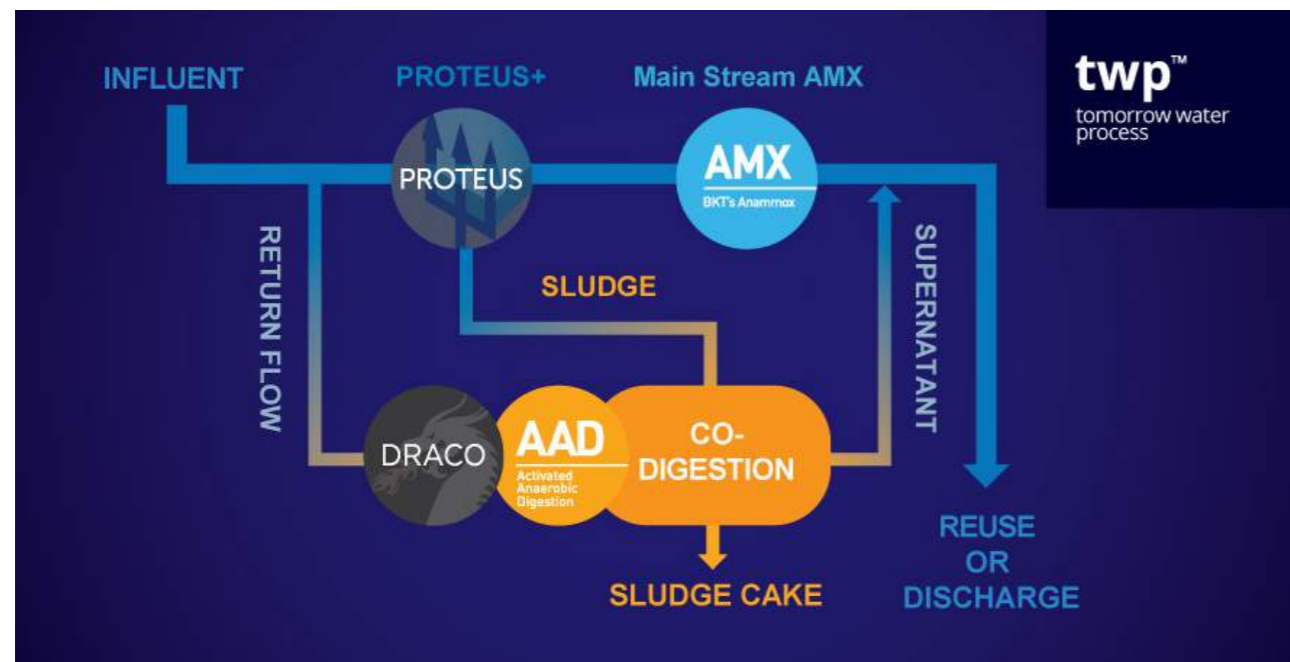 INFLUENT
PROTEUS+
Main Stream AMX
twp™
tomorrow water
process
PROTEUS
AMX
BKT's Anammox
RETURN FLOW
SLUDGE
SUPERNATANT
DRACO
AAD
Activated
Anaerobic
Digestion
CO-
DIGESTION
SLUDGE CAKE
REUSE
OR
DISCHARGE